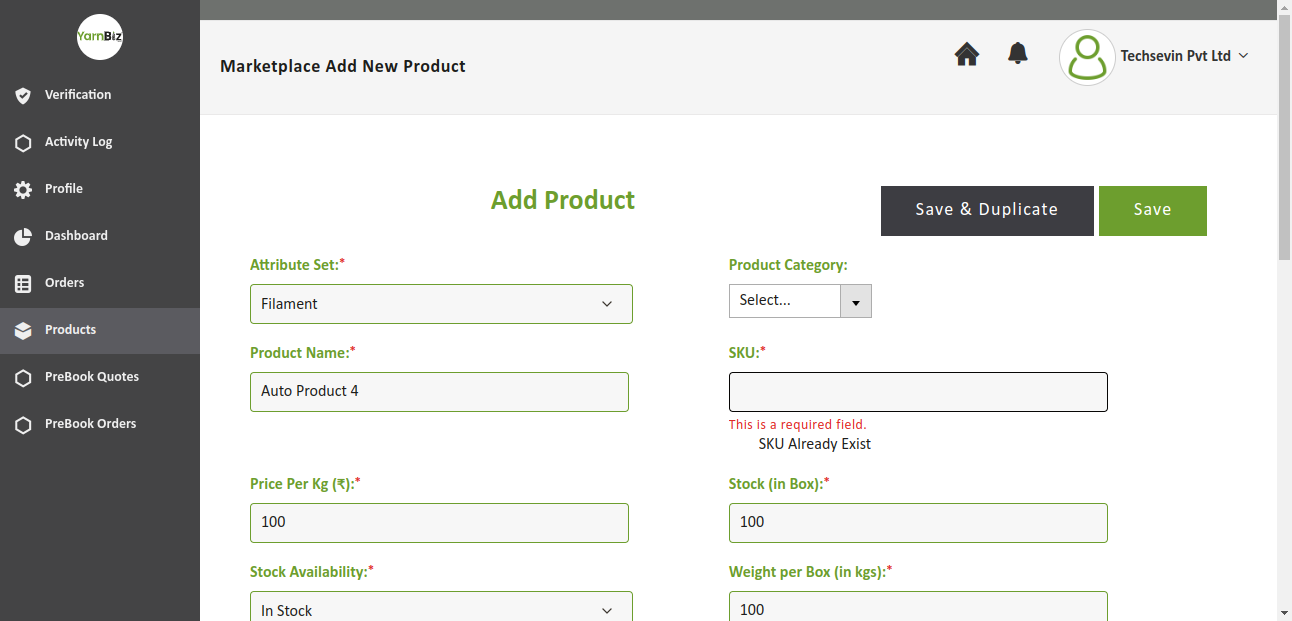 YarnBiz
Verification
Activity Log
Profile
Dashboard
Orders
Products
PreBook Quotes
PreBook Orders
Marketplace Add New Product
Techsevin Pvt Ltd
Add Product
Save & Duplicate
Save
Attribute Set:*
Filament
Product Category:
Select...
Product Name:*
Auto Product 4
SKU:*
This is a required field.
SKU Already Exist
Price Per Kg (₹):*
100
Stock (in Box):*
100
Stock Availability:*
In Stock
Weight per Box (in kgs):*
100